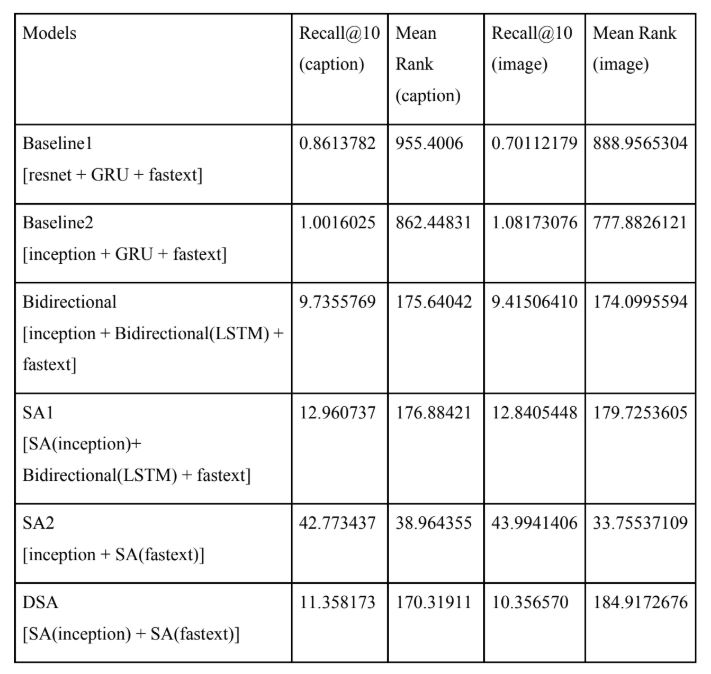 Models Recall@10 Mean Recall@10 Mean Rank
(caption) Rank (image) (image)
(caption)
Baseline1 0.8613782 955.4006 0.70112179 888.9565304
[resnet + GRU + fastext]
Baseline2 1.0016025 862.44831 1.08173076 777.8826121
[inception + GRU + fastext]
Bidirectional 9.7355769 175.64042 9.41506410 174.0995594
[inception + Bidirectional(LSTM) +
fastext]
SA1 12.960737 176.88421 12.8405448 179.7253605
[SA(inception)+
Bidirectional(LSTM) + fastext]
SA2 42.773437 38.964355 43.9941406 33.75537109
[inception + SA(fastext)]
DSA 11.358173 170.31911 10.356570 184.9172676
[SA(inception) + SA(fastext)]